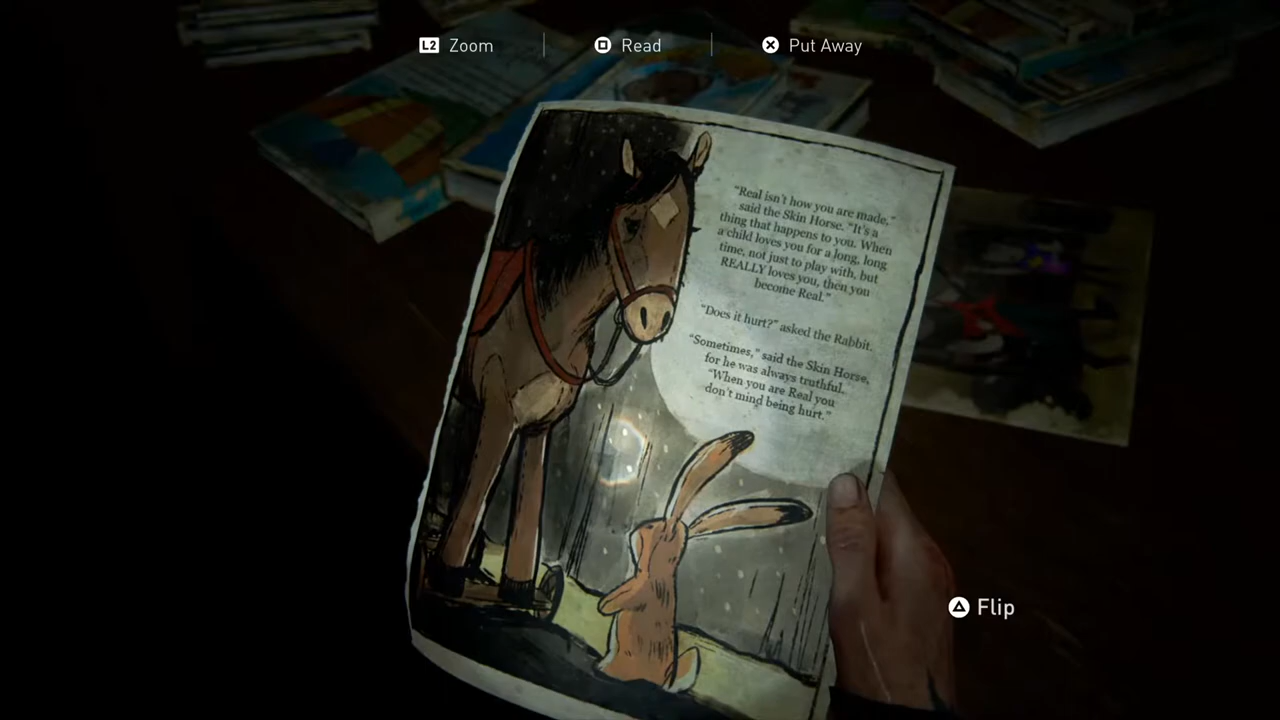 L2 Zoom
Read
Put Away
"Real isn't how you are made,"
said the Skin Horse. "It's a
thing that happens to you. When
a child loves you for a long, long
time, not just to play with, but
REALLY loves you, then you
become Real."
"Does it hurt?" asked the Rabbit.
"Sometimes," said the Skin Horse,
for he was always truthful.
"When you are Real you
don't mind being hurt."
Flip